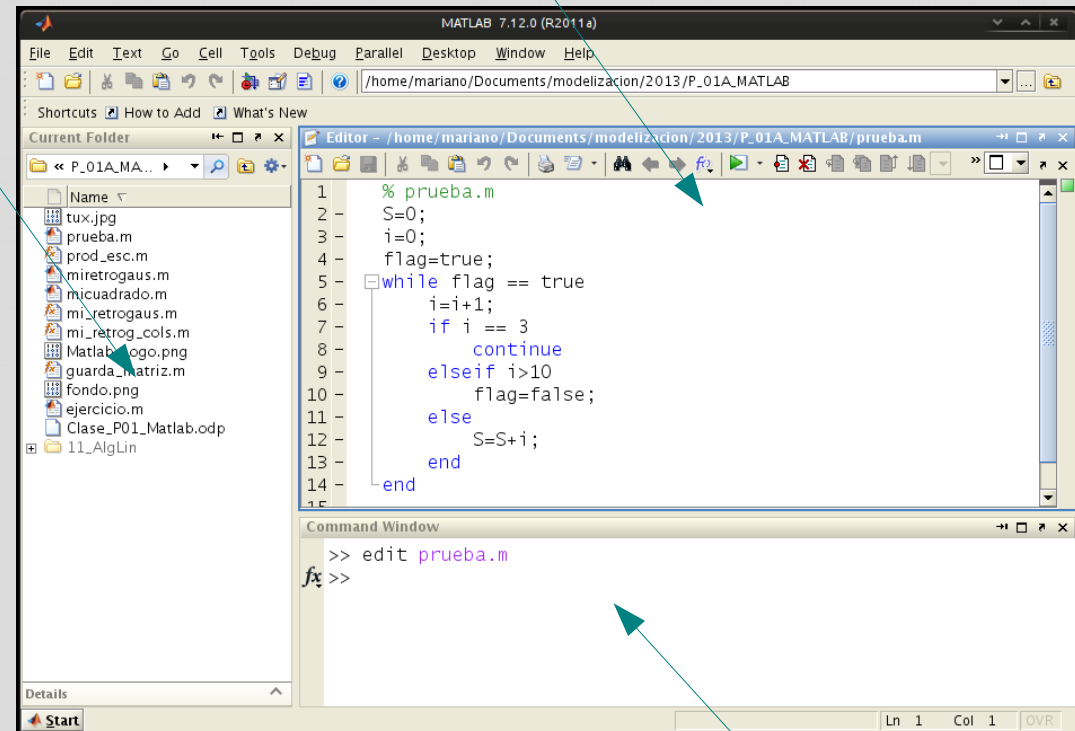 MATLAB 7.12.0 (R2011a)
File Edit Text Go Cell Tools Debug Parallel Desktop Window Help
/home/mariano/Documents/modelizacion/2013/P_01A_MATLAB
Shortcuts How to Add What's New
Current Folder
« P_01A_MA..
Name
tux.jpg
prueba.m
prod_esc.m
miretrogaus.m
micuadrado.m
mi_retrogaus.m
mi_retrog_cols.m
guarda_matriz.m
fondo.png
ejercicio.m
Clase_P01_Matlab.odp
11_AlgLin
Details
Start
Editor - /home/mariano/Documents/modelizacion/2013/P_01A_MATLAB/prueba.m
1 % prueba.m
2 - S=0;
3 - i=0;
4 - flag=true;
5 - while flag == true
6 - i=i+1;
7 - if i == 3
8 - continue
9 - elseif i>10
10 - flag=false;
11 - else
12 - S=S+i;
13 - end
14 - end
15
Command Window
>> edit prueba.m
fx >>
Ln 1 Col 1 OVR